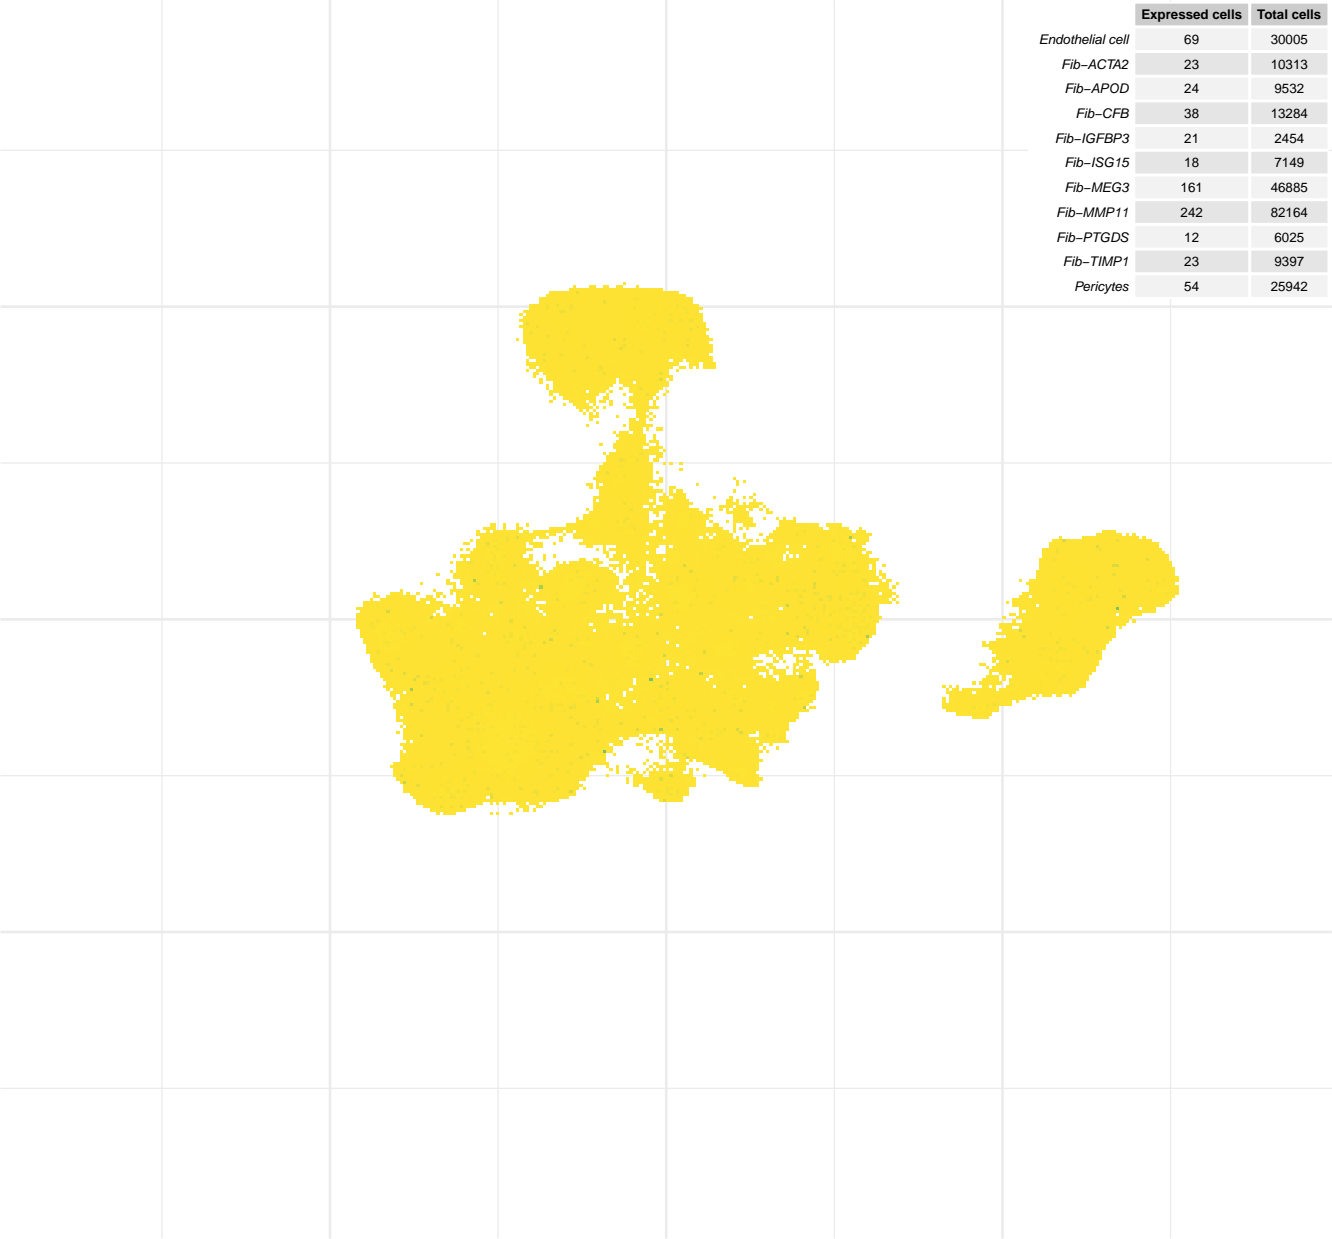 Expressed cells Total cells
Endothelial cell 69 30005
Fib−ACTA2 23 10313
Fib−APOD 24 9532
Fib−CFB 38 13284
Fib−IGFBP3 21 2454
Fib−ISG15 18 7149
Fib−MEG3 161 46885
Fib−MMP11 242 82164
Fib−PTGDS 12 6025
Fib−TIMP1 23 9397
Pericytes 54 25942